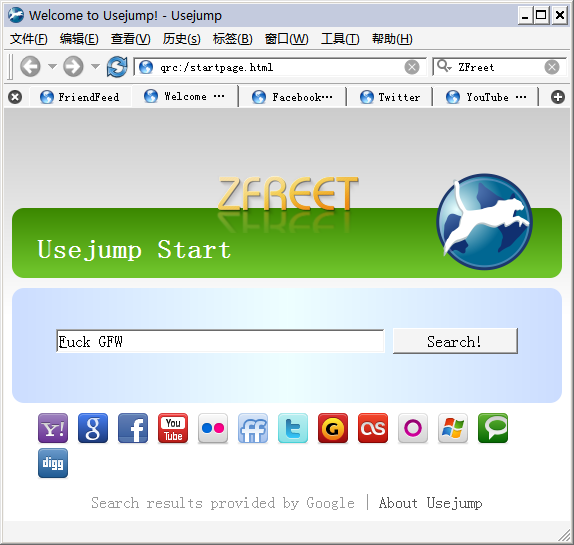 Welcome to Usejump! - Usejump
文件(F) 编辑(E) 查看(V) 历史(s) 标签(B) 窗口(W) 工具(T) 帮助(H)
qrc:/startpage.html ZFreet
FriendFeed Welcome ... Facebook... Twitter YouTube ...
ZFREET
Usejump Start
Fuck GFW Search!
Y! g f You Tube ff t G as
digg
Search results provided by Google | About Usejump